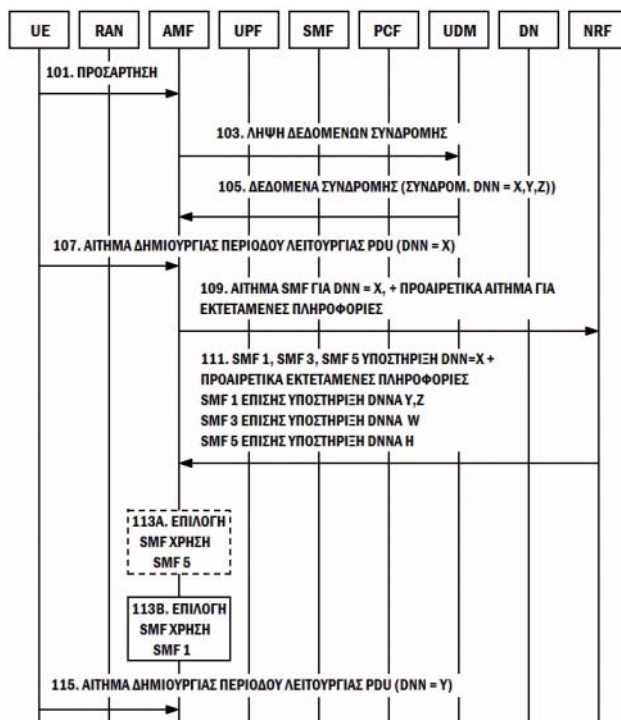 UE RAN AMF UPF SMF PCF UDM DN NRF
101. ΠΡΟΣΑΡΤΗΣΗ
103. ΛΗΨΗ ΔΕΔΟΜΕΝΩΝ ΣΥΝΔΡΟΜΗΣ
105. ΔΕΔΟΜΕΝΑ ΣΥΝΔΡΟΜΗΣ (ΣΥΝΔΡΟΜ. DNN = X,Y,Z))
107. ΑΙΤΗΜΑ ΔΗΜΙΟΥΡΓΙΑΣ ΠΕΡΙΟΔΟΥ ΛΕΙΤΟΥΡΓΙΑΣ PDU (DNN = X)
109. ΑΙΤΗΜΑ SMF ΓΙΑ DNN = X, + ΠΡΟΑΙΡΕΤΙΚΑ ΑΙΤΗΜΑ ΓΙΑ
ΕΚΤΕΤΑΜΕΝΕΣ ΠΛΗΡΟΦΟΡΙΕΣ
111. SMF 1, SMF 3, SMF 5 ΥΠΟΣΤΗΡΙΞΗ DNN=X +
ΠΡΟΑΙΡΕΤΙΚΑ ΕΚΤΕΤΑΜΕΝΕΣ ΠΛΗΡΟΦΟΡΙΕΣ
SMF 1 ΕΠΙΣΗΣ ΥΠΟΣΤΗΡΙΞΗ DNNA Y,Z
SMF 3 ΕΠΙΣΗΣ ΥΠΟΣΤΗΡΙΞΗ DNNA W
SMF 5 ΕΠΙΣΗΣ ΥΠΟΣΤΗΡΙΞΗ DNNA H
113A. ΕΠΙΛΟΓΗ
SMF ΧΡΗΣΗ
SMF 5
113B. ΕΠΙΛΟΓΗ
SMF ΧΡΗΣΗ
SMF 1
115. ΑΙΤΗΜΑ ΔΗΜΙΟΥΡΓΙΑΣ ΠΕΡΙΟΔΟΥ ΛΕΙΤΟΥΡΓΙΑΣ PDU (DNN = Y)